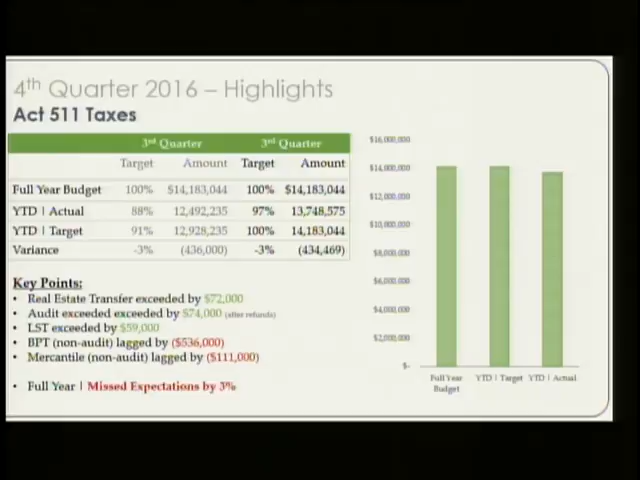 4th Quarter 2016 – Highlights
Act 511 Taxes
3rd Quarter 3rd Quarter
Target Amount Target Amount
Full Year Budget 100% $14,183,044 100% $14,183,044
YTD | Actual 88% 12,492,235 97% 13,748,575
YTD | Target 91% 12,928,235 100% 14,183,044
Variance -3% (436,000) -3% (434,469)
Key Points:
• Real Estate Transfer exceeded by $72,000
• Audit exceeded exceeded by $74,000 (after refunds)
• LST exceeded by $59,000
• BPT (non-audit) lagged by ($536,000)
• Mercantile (non-audit) lagged by ($111,000)
• Full Year | Missed Expectations by 3%
$16,000,000
$14,000,000
$12,000,000
$10,000,000
$8,000,000
$6,000,000
$4,000,000
$2,000,000
$-
Full Year Budget
YTD | Target
YTD | Actual